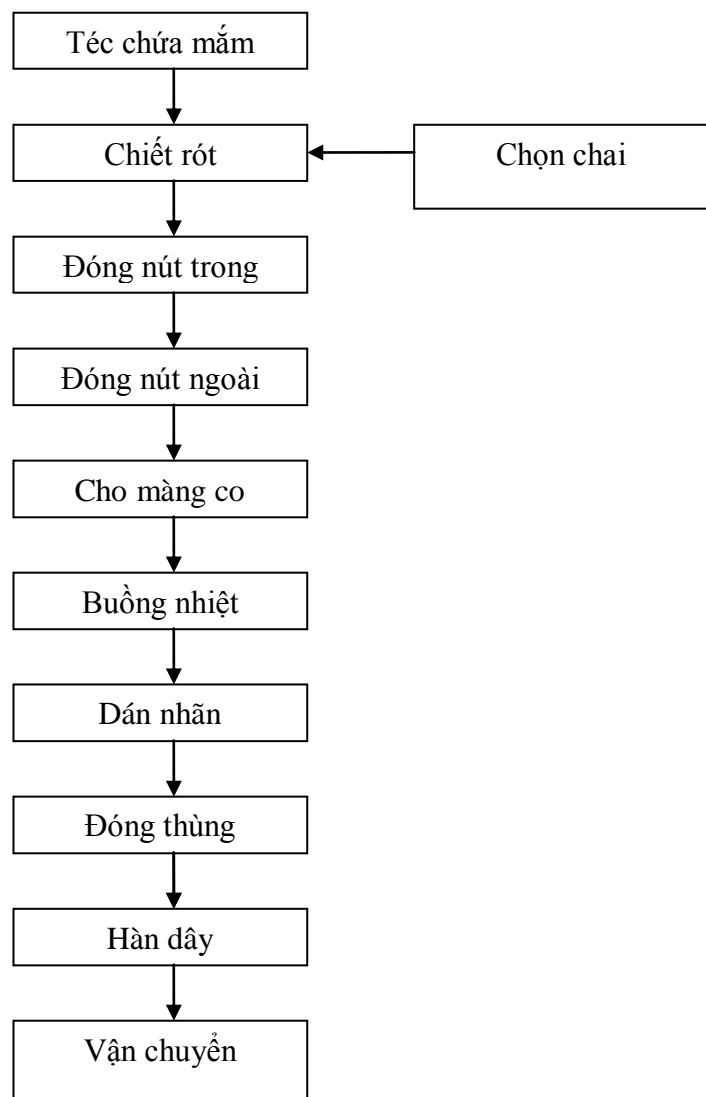 Téc chứa mắm
Chiết rót
Chọn chai
Đóng nút trong
Đóng nút ngoài
Cho màng co
Buồng nhiệt
Dán nhãn
Đóng thùng
Hàn dây
Vận chuyển